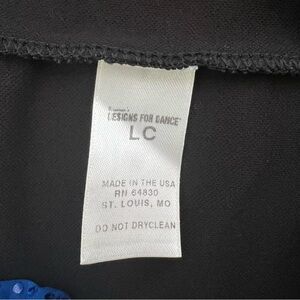 DESIGNS FOR DANCE
LC
MADE IN THE USA
RN 64830
ST. LOUIS, MO
DO NOT DRYCLEAN